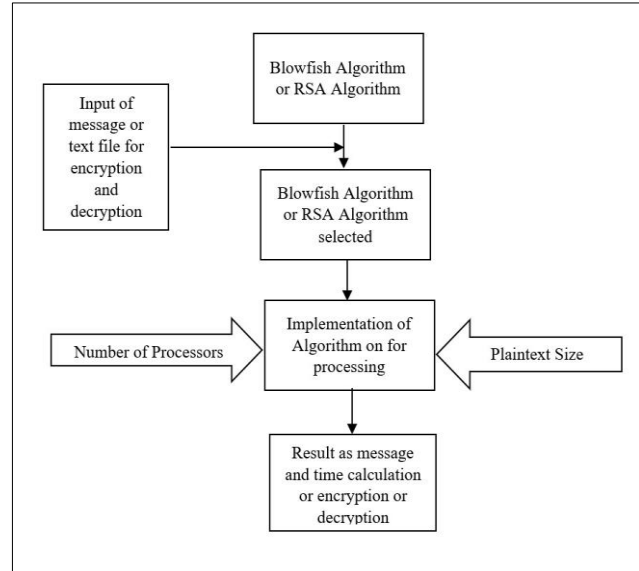 Blowfish Algorithm
or RSA Algorithm
Input of
message or
text file for
encryption
and
decryption
Blowfish Algorithm
or RSA Algorithm
selected
Number of Processors
Implementation of
Algorithm on for
processing
Plaintext Size
Result as message
and time calculation
or encryption or
decryption